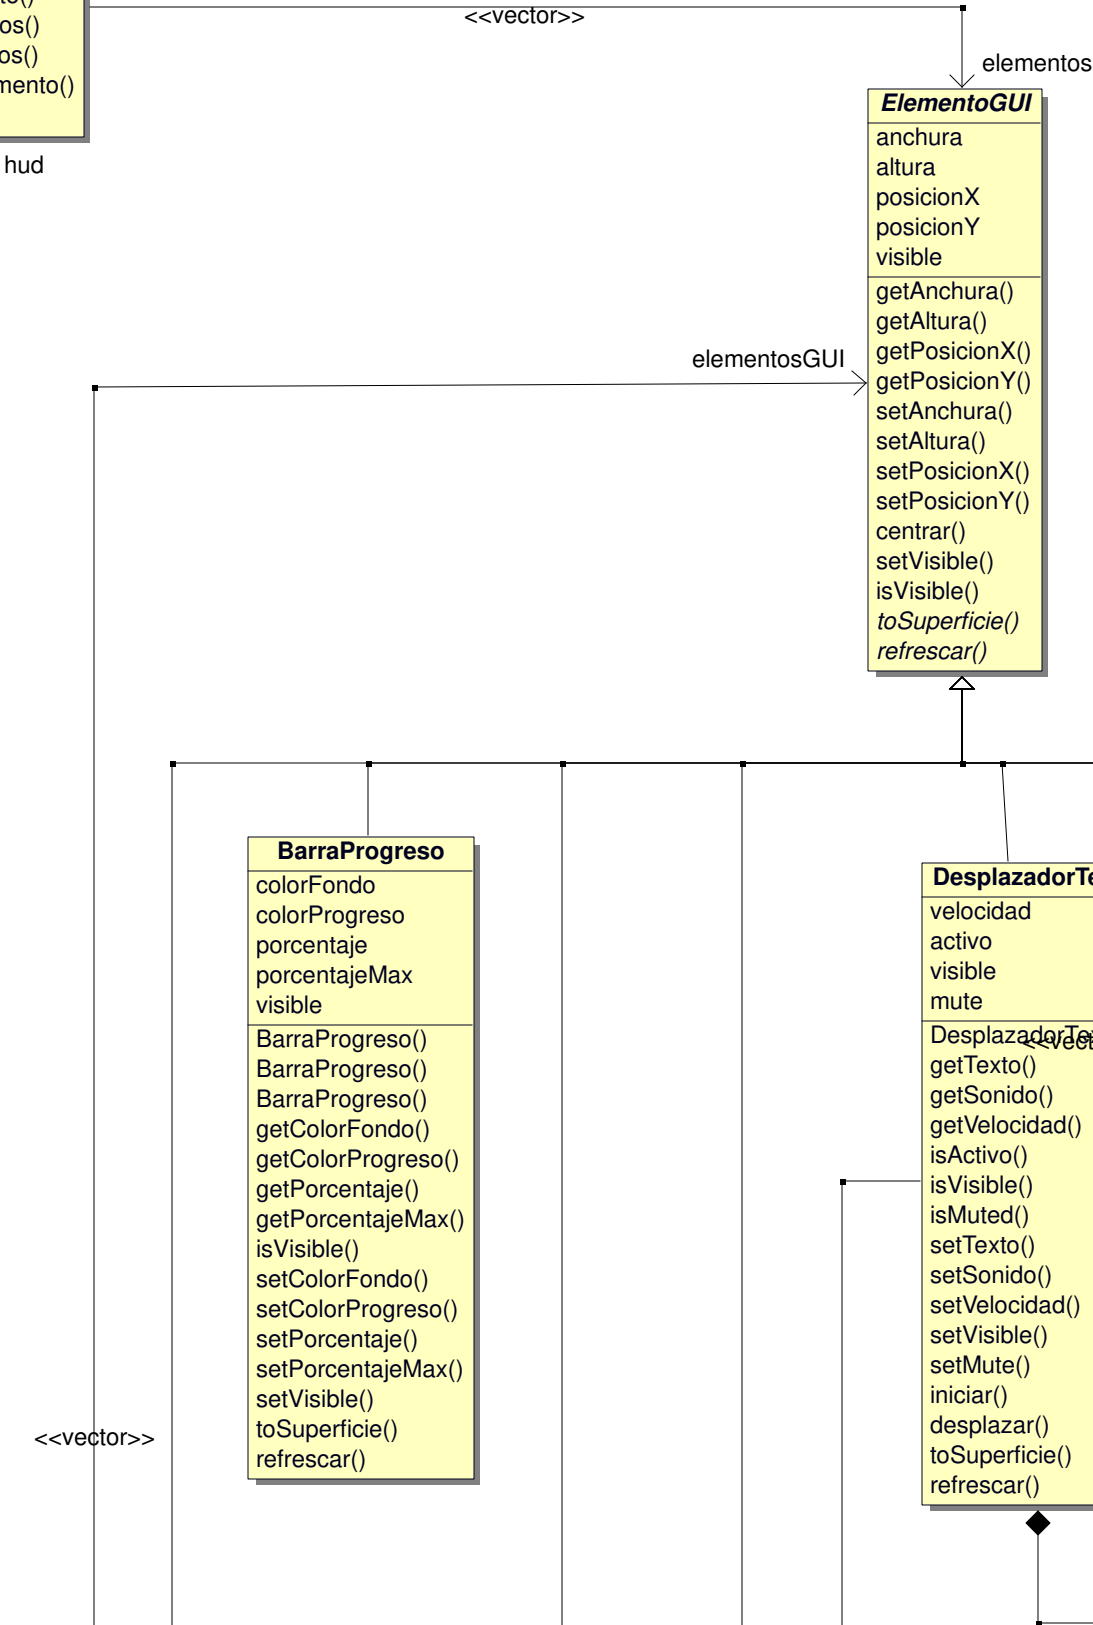 os()
os()
mento()
hud
<<vector>>
elementos
ElementoGUI
anchura
altura
posicionX
posicionY
visible
getAnchura()
getAltura()
getPosicionX()
getPosicionY()
setAnchura()
setAltura()
setPosicionX()
setPosicionY()
centrar()
setVisible()
isVisible()
toSuperficie()
refrescar()
elementosGUI
BarraProgreso
colorFondo
colorProgreso
porcentaje
porcentajeMax
visible
BarraProgreso()
BarraProgreso()
BarraProgreso()
getColorFondo()
getColorProgreso()
getPorcentaje()
getPorcentajeMax()
isVisible()
setColorFondo()
setColorProgreso()
setPorcentaje()
setPorcentajeMax()
setVisible()
toSuperficie()
refrescar()
<<vector>>
DesplazadorTe
velocidad
activo
visible
mute
DesplazadorTex
<<vect
getTexto()
getSonido()
getVelocidad()
isActivo()
isVisible()
isMuted()
setTexto()
setSonido()
setVelocidad()
setVisible()
setMute()
iniciar()
desplazar()
toSuperficie()
refrescar()